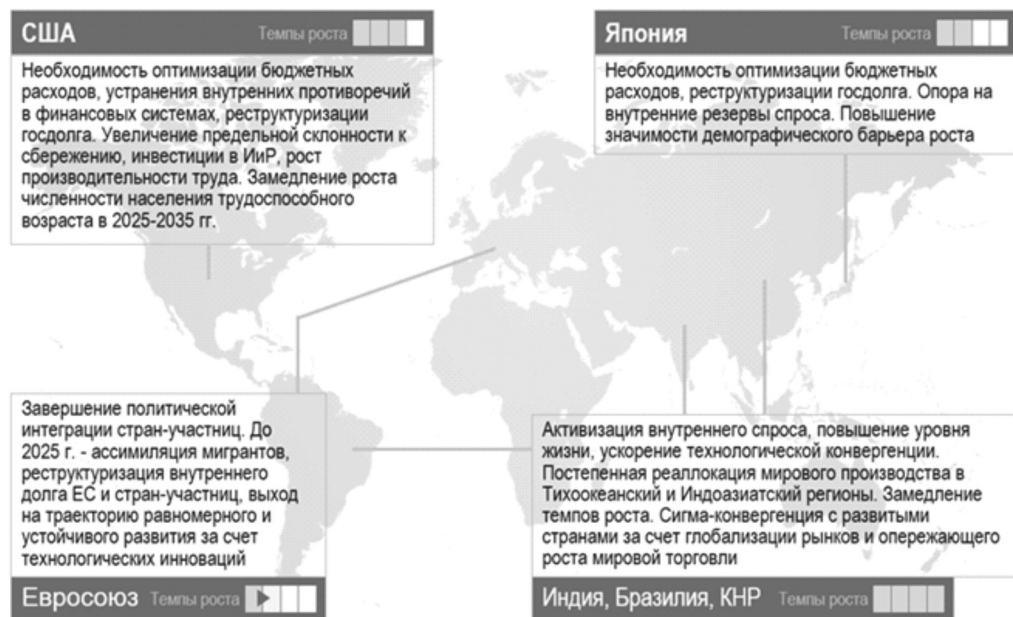 США Темпы роста
Необходимость оптимизации бюджетных
расходов, устранения внутренних противоречий
в финансовых системах, реструктуризации
госдолга. Увеличение предельной склонности к
сбережению, инвестиции в ИиР, рост
производительности труда. Замедление роста
численности населения трудоспособного
возраста в 2025-2035 гг.
Япония Темпы роста
Необходимость оптимизации бюджетных
расходов, реструктуризации госдолга. Опора на
внутренние резервы спроса. Повышение
значимости демографического барьера роста
Завершение политической
интеграции стран-участниц. До
2025 г. - ассимиляция мигрантов,
реструктуризация внутреннего
долга ЕС и стран-участниц, выход
на траекторию равномерного и
устойчивого развития за счет
технологических инноваций
Евросоюз Темпы роста
Активизация внутреннего спроса, повышение уровня
жизни, ускорение технологической конвергенции.
Постепенная реаллокация мирового производства в
Тихоокеанский и Индоазиатский регионы. Замедление
темпов роста. Сигма-конвергенция с развитыми
странами за счет глобализации рынков и опережающего
роста мировой торговли
Индия, Бразилия, КНР Темпы роста